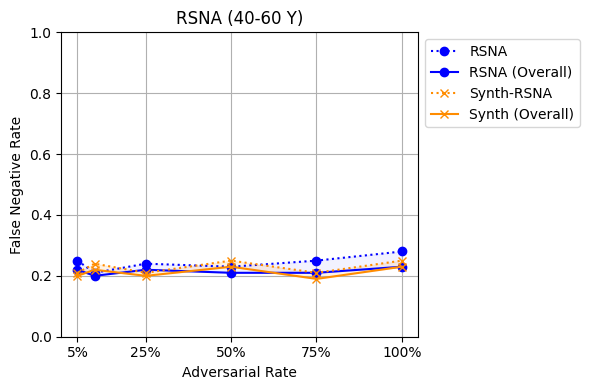 RSNA (40-60 Y)
1.0
0.8
0.6
0.4
0.2
0.0
False Negative Rate
5%
25%
50%
75%
100%
Adversarial Rate
RSNA
RSNA (Overall)
Synth-RSNA
Synth (Overall)